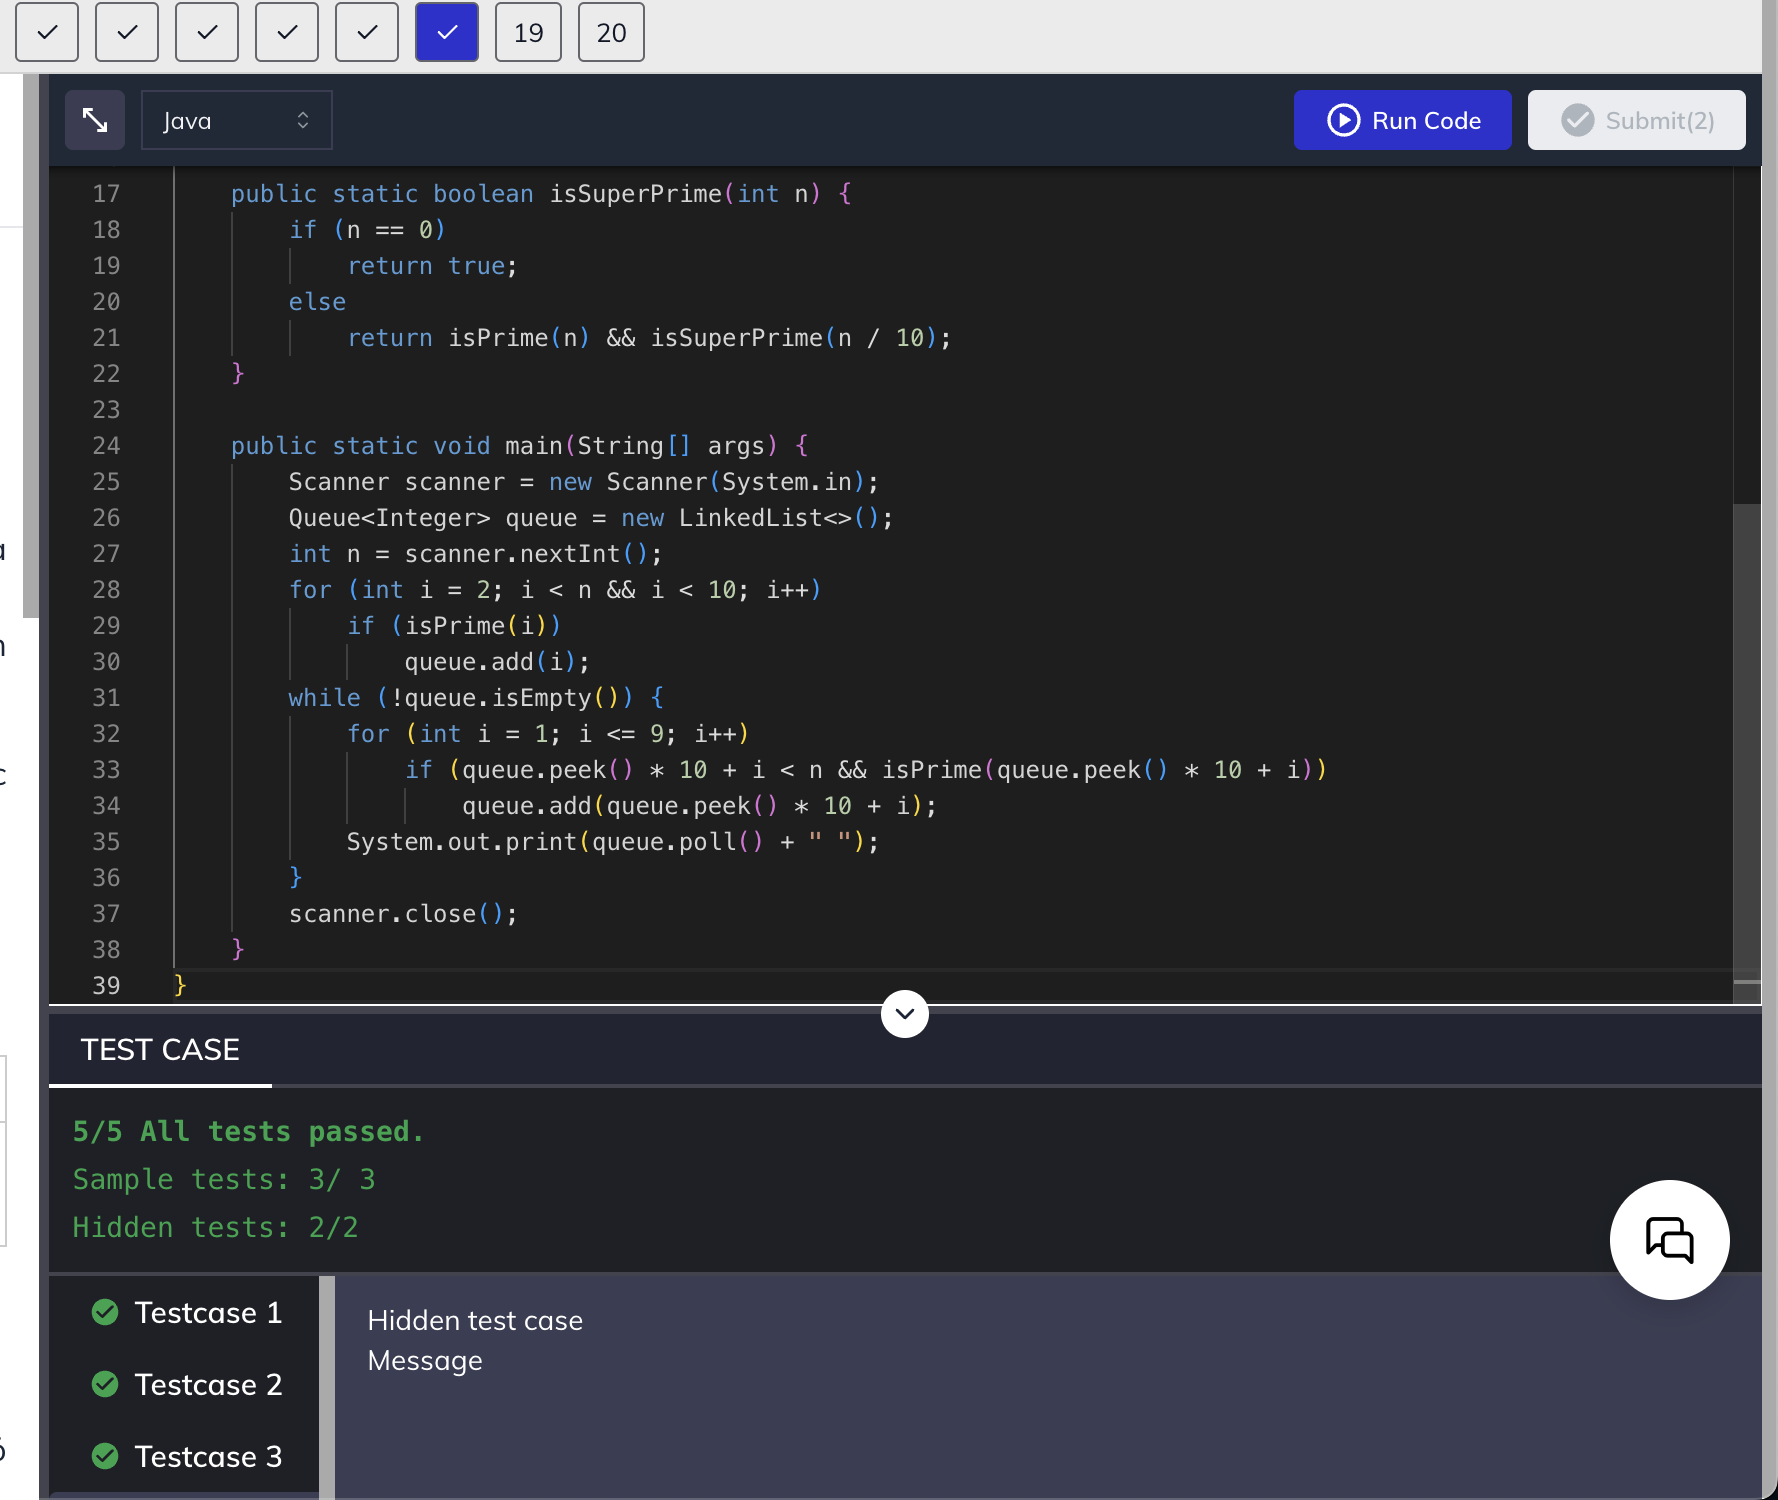 19 20
Java
Run Code Submit(2)
17 public static boolean isSuperPrime(int n) {
18 if (n == 0)
19 return true;
20 else
21 return isPrime(n) && isSuperPrime(n / 10);
22 }
23
24 public static void main(String[] args) {
25 Scanner scanner = new Scanner(System.in);
26 Queue<Integer> queue = new LinkedList<>();
27 int n = scanner.nextInt();
28 for (int i = 2; i < n && i < 10; i++)
29 if (isPrime(i))
30 queue.add(i);
31 while (!queue.isEmpty()) {
32 for (int i = 1; i <= 9; i++)
33 if (queue.peek() * 10 + i < n && isPrime(queue.peek() * 10 + i))
34 queue.add(queue.peek() * 10 + i);
35 System.out.print(queue.poll() + " ");
36 }
37 scanner.close();
38 }
39 }
TEST CASE
5/5 All tests passed.
Sample tests: 3/ 3
Hidden tests: 2/2
Testcase 1
Testcase 2
Testcase 3
Hidden test case
Message